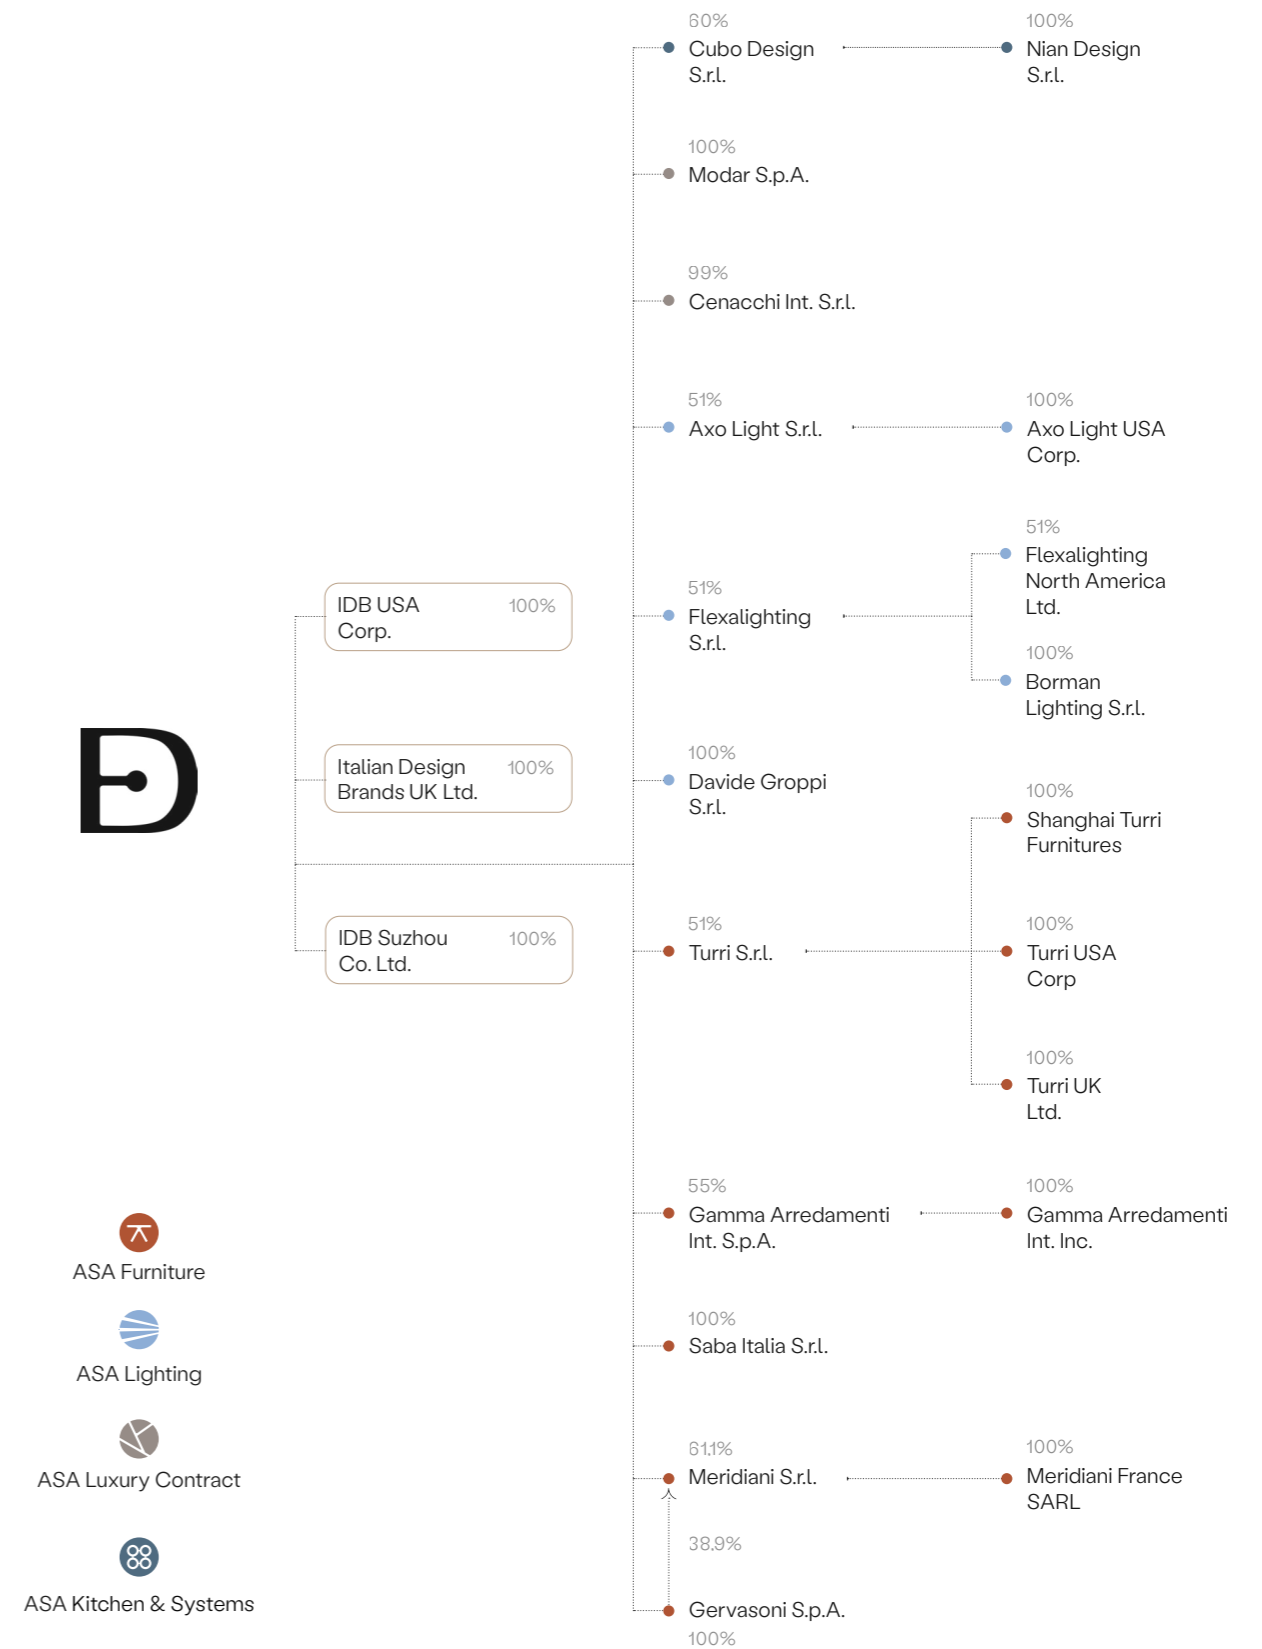 60%
Cubo Design
S.r.l.
100%
Nian Design
S.r.l.
100%
Modar S.p.A.
99%
Cenacchi Int. S.r.l.
51%
Axo Light S.r.l.
100%
Axo Light USA
Corp.
51%
Flexalighting
S.r.l.
51%
Flexalighting
North America
Ltd.
100%
Borman
Lighting S.r.l.
IDB USA
Corp.
100%
Italian Design
Brands UK Ltd.
100%
IDB Suzhou
Co. Ltd.
100%
100%
Davide Groppi
S.r.l.
51%
Turri S.r.l.
100%
Shanghai Turri
Furnitures
100%
Turri USA
Corp
100%
Turri UK
Ltd.
55%
Gamma Arredamenti
Int. S.p.A.
100%
Gamma Arredamenti
Int. Inc.
100%
Saba Italia S.r.l.
61.1%
Meridiani S.r.l.
100%
Meridiani France
SARL
38.9%
Gervasoni S.p.A.
100%
ASA Furniture
ASA Lighting
ASA Luxury Contract
ASA Kitchen & Systems